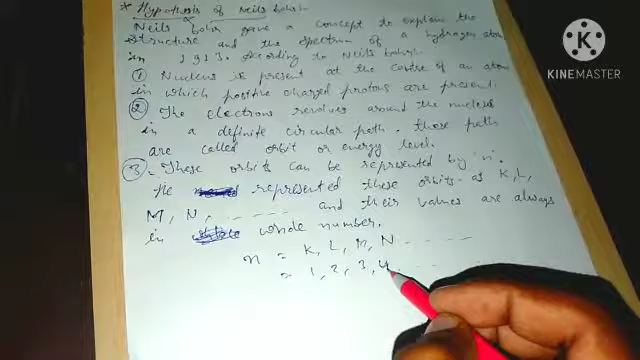 * Hypothesis of Neils bohr:
Neils bohr gave a concept to explain the
structure and the spectrum of a hydrogen atom
in 1913. According to Neils bohr:
① Nucleus is present at the centre of an atom
in which positive charged protons are present.
② The electrons revolve around the nucleus
in a definite circular path. These paths
are called orbit or energy level.
③ These orbits can be represented by 'n'.
He represented these orbits as K, L,
M, N, ------ and their values are always
in whole number.
n = K, L, M, N ------
= 1, 2, 3, 4
KINEMASTER